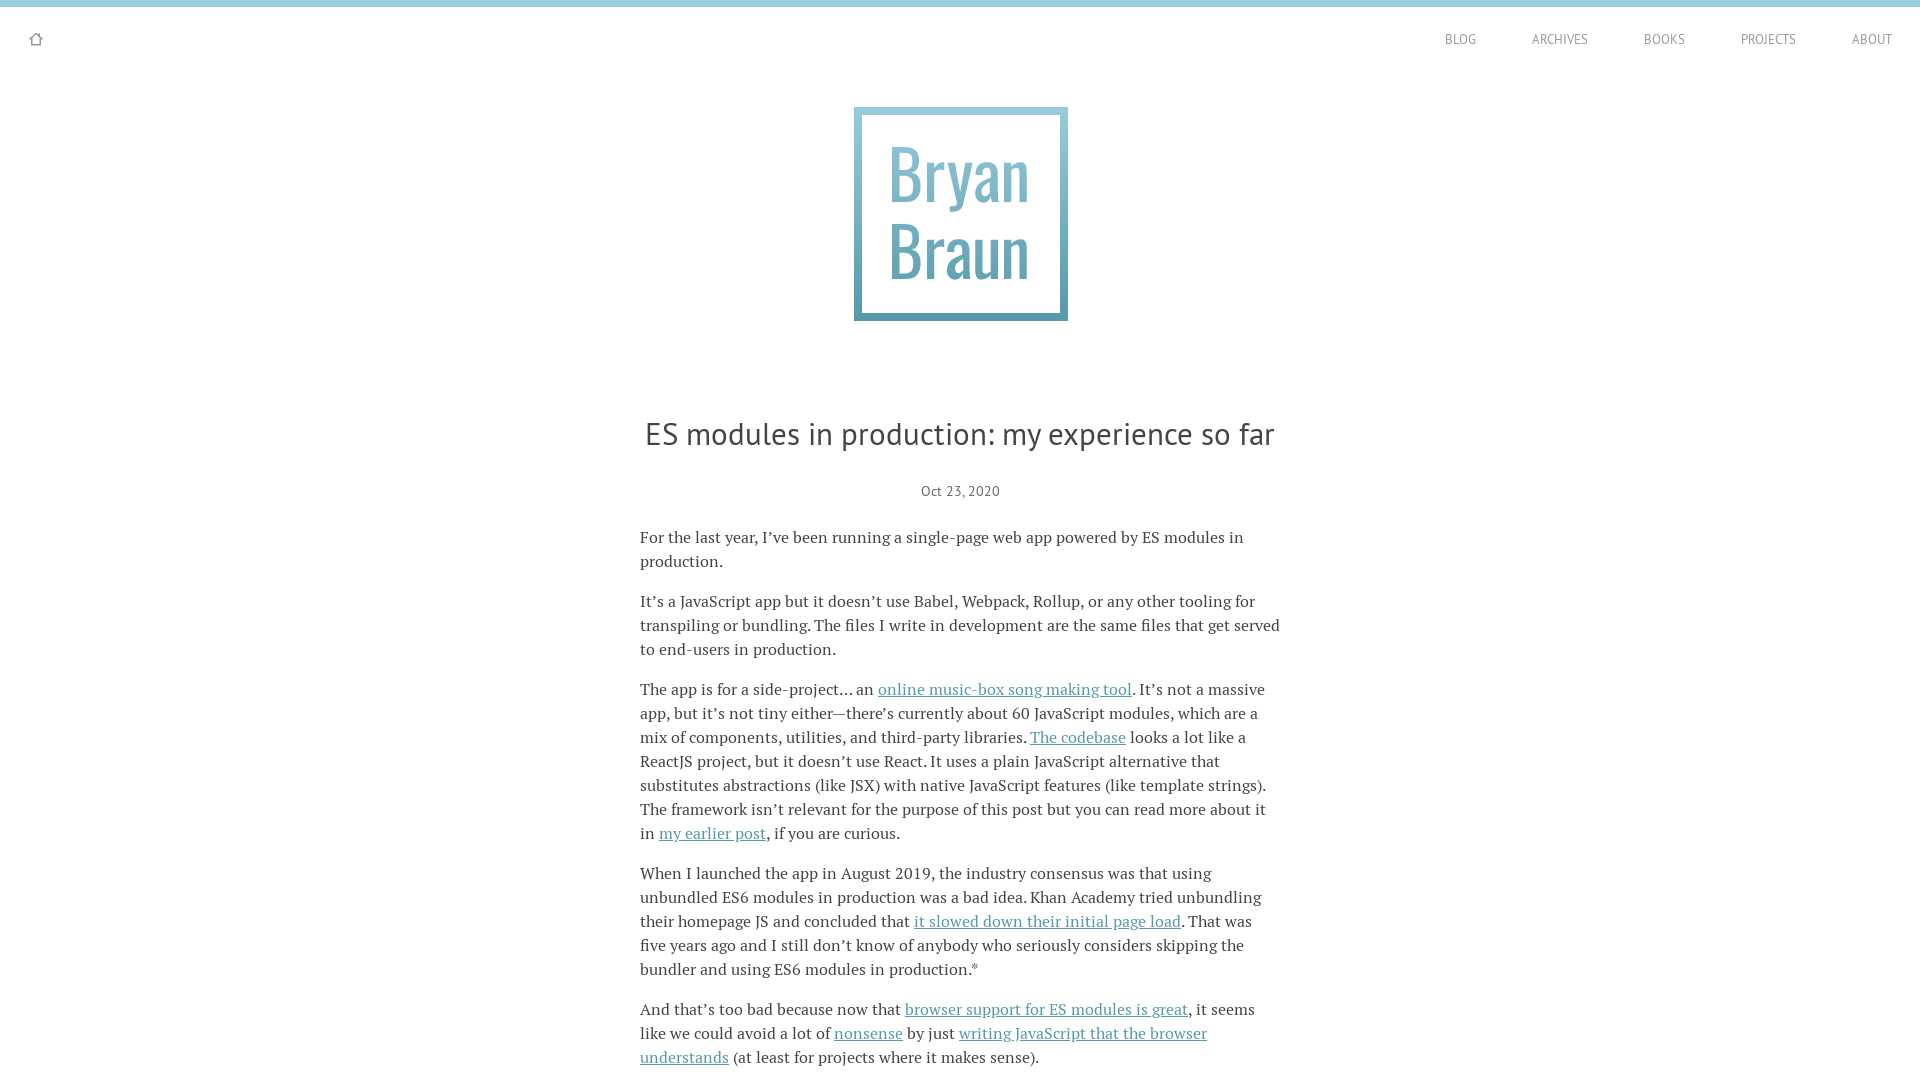 BLOG ARCHIVES BOOKS PROJECTS ABOUT
Bryan
Braun
ES modules in production: my experience so far
Oct 23, 2020
For the last year, I’ve been running a single-page web app powered by ES modules in
production.
It’s a JavaScript app but it doesn’t use Babel, Webpack, Rollup, or any other tooling for
transpiling or bundling. The files I write in development are the same files that get served
to end-users in production.
The app is for a side-project… an online music-box song making tool. It’s not a massive
app, but it’s not tiny either—there’s currently about 60 JavaScript modules, which are a
mix of components, utilities, and third-party libraries. The codebase looks a lot like a
ReactJS project, but it doesn’t use React. It uses a plain JavaScript alternative that
substitutes abstractions (like JSX) with native JavaScript features (like template strings).
The framework isn’t relevant for the purpose of this post but you can read more about it
in my earlier post, if you are curious.
When I launched the app in August 2019, the industry consensus was that using
unbundled ES6 modules in production was a bad idea. Khan Academy tried unbundling
their homepage JS and concluded that it slowed down their initial page load. That was
five years ago and I still don’t know of anybody who seriously considers skipping the
bundler and using ES6 modules in production.*
And that’s too bad because now that browser support for ES modules is great, it seems
like we could avoid a lot of nonsense by just writing JavaScript that the browser
understands (at least for projects where it makes sense).